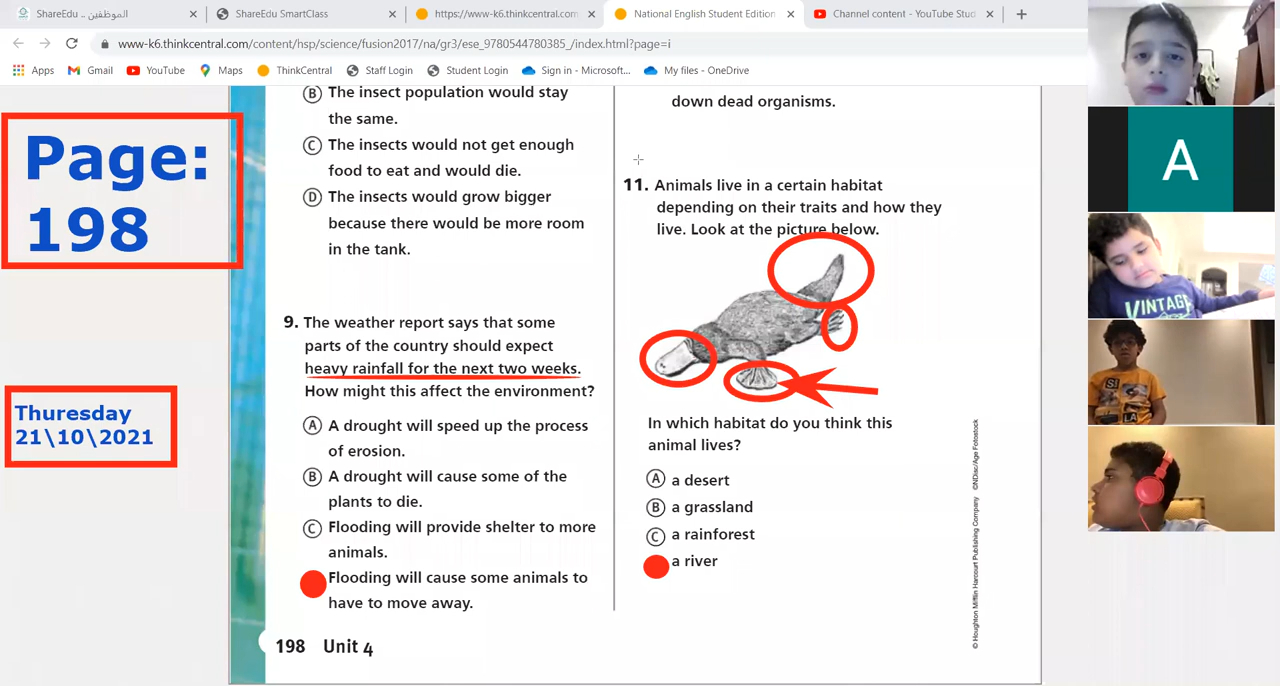 ShareEdu .. الموظفين
ShareEdu SmartClass
https://www-k6.thinkcentral.com
National English Student Edition
Channel content - YouTube Stud
www-k6.thinkcentral.com/content/hsp/science/fusion2017/na/gr3/ese_9780544780385_/index.html?page=i
Apps
Gmail
YouTube
Maps
ThinkCentral
Staff Login
Student Login
Sign in - Microsoft...
My files - OneDrive
Page:
198
Thuresday
21\10\2021
B The insect population would stay
the same.
C The insects would not get enough
food to eat and would die.
D The insects would grow bigger
because there would be more room
in the tank.
9. The weather report says that some
parts of the country should expect
heavy rainfall for the next two weeks.
How might this affect the environment?
A A drought will speed up the process
of erosion.
B A drought will cause some of the
plants to die.
C Flooding will provide shelter to more
animals.
Flooding will cause some animals to
have to move away.
198 Unit 4
down dead organisms.
11. Animals live in a certain habitat
depending on their traits and how they
live. Look at the picture below.
In which habitat do you think this
animal lives?
A a desert
B a grassland
C a rainforest
a river
© Houghton Mifflin Harcourt Publishing Company ©NDisc/Age Fotostock
A
VINTAGE